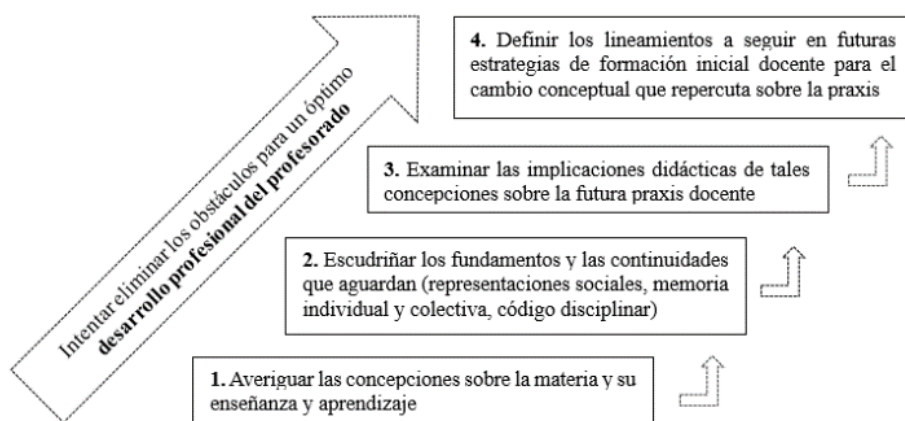 4. Definir los lineamientos a seguir en futuras
estrategias de formación inicial docente para el
cambio conceptual que repercuta sobre la praxis
3. Examinar las implicaciones didácticas de tales
concepciones sobre la futura praxis docente
2. Escudriñar los fundamentos y las continuidades
que aguardan (representaciones sociales, memoria
individual y colectiva, código disciplinar)
1. Averiguar las concepciones sobre la materia y su
enseñanza y aprendizaje
Intentar eliminar los obstáculos para un óptimo
desarrollo profesional del profesorado